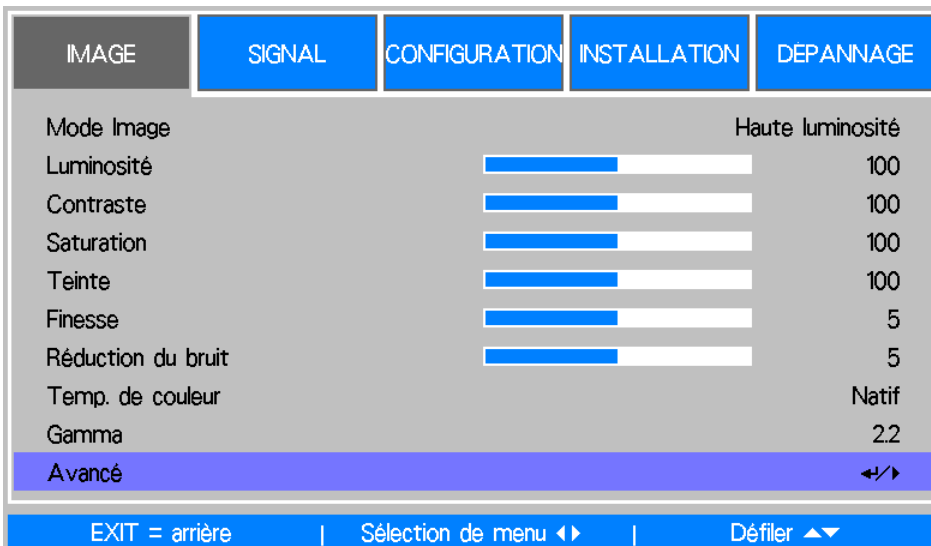 IMAGE SIGNAL CONFIGURATION INSTALLATION DÉPANNAGE
Mode Image Haute luminosité
Luminosité 100
Contraste 100
Saturation 100
Teinte 100
Finesse 5
Réduction du bruit 5
Temp. de couleur Natif
Gamma 2.2
Avancé ↵/▶
EXIT = arrière | Sélection de menu ◀▶ | Défiler ▲▼